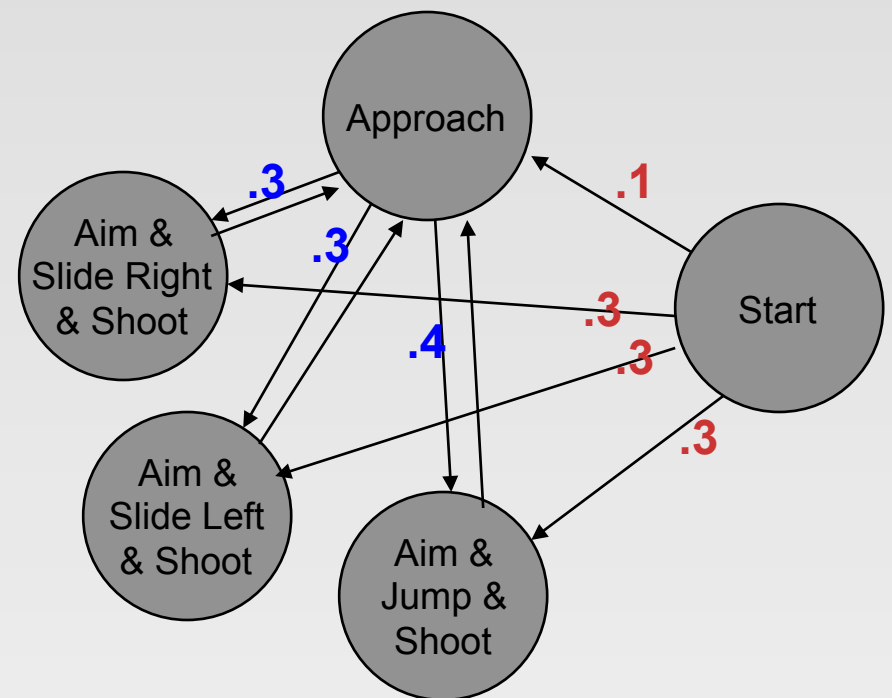 Approach
.3
.1
Aim &
Slide Right
& Shoot
.3
.3
Start
.4
.3
.3
Aim &
Slide Left
& Shoot
Aim &
Jump &
Shoot